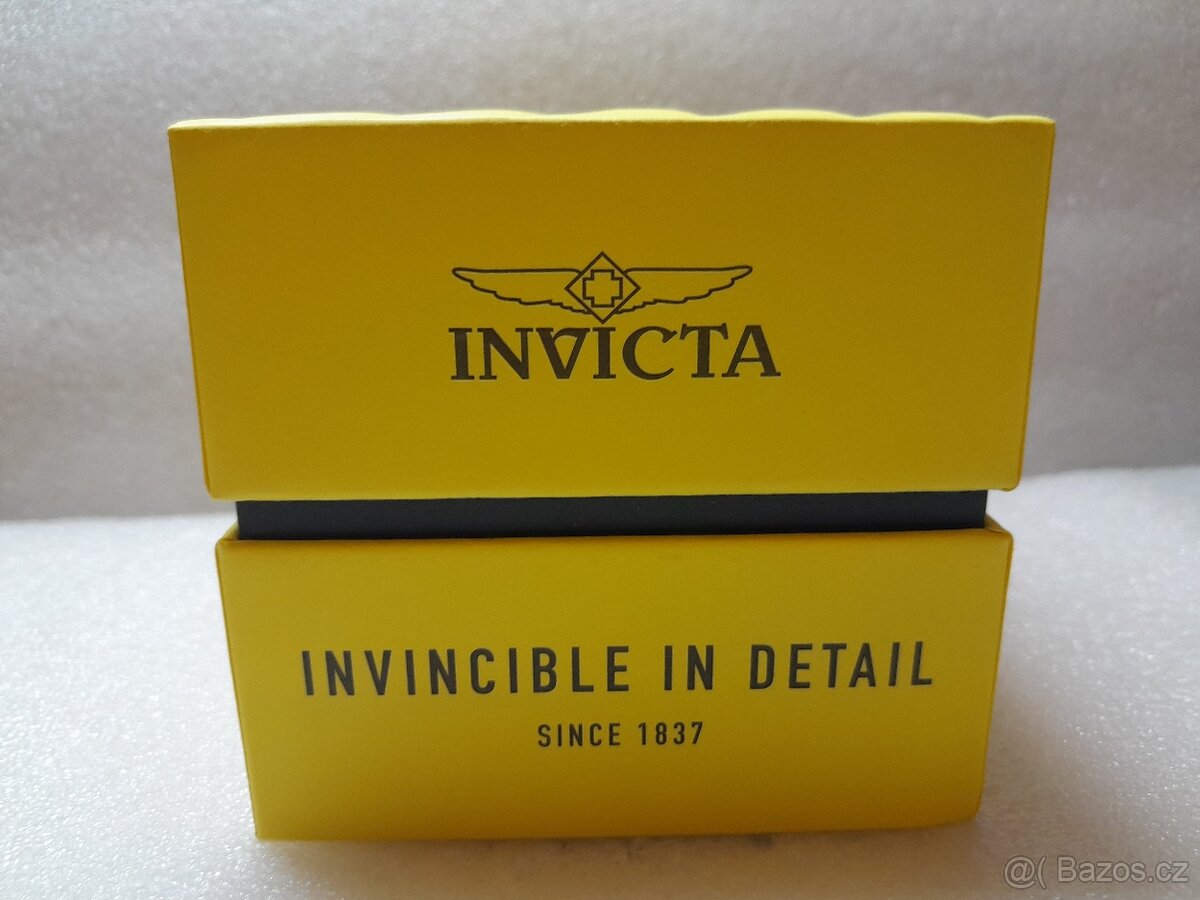 INVICTA
INVINCIBLE IN DETAIL
SINCE 1837
@( Bazos.cz